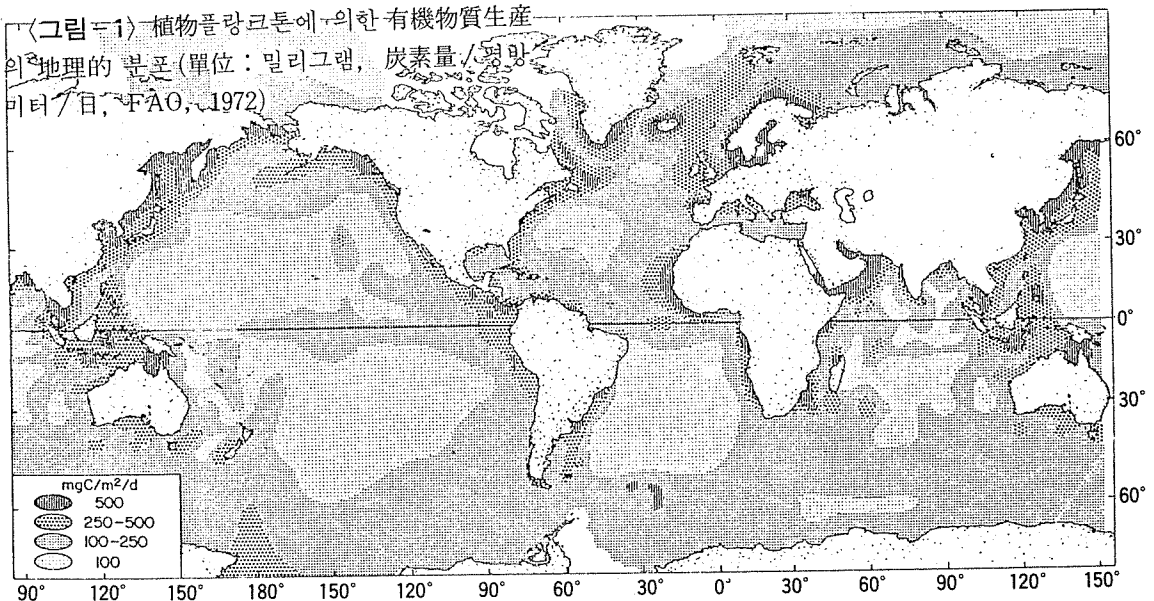 〈그림-1〉 植物플랑크톤에 의한 有機物質生産
의 地理的 분포(單位 : 밀리그램, 炭素量/평방
미터/日, FAO, 1972)
60°
30°
0°
30°
60°
mgC/m²/d
500
250-500
100-250
100
90° 120° 150° 180° 150° 120° 90° 60° 30° 0° 30° 60° 90° 120° 150°